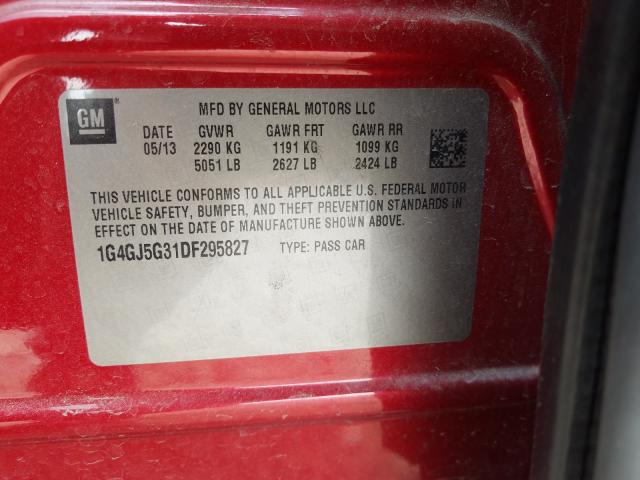 GM
MFD BY GENERAL MOTORS LLC
DATE GVWR GAWR FRT GAWR RR
05/13 2290 KG 1191 KG 1099 KG
5051 LB 2627 LB 2424 LB
THIS VEHICLE CONFORMS TO ALL APPLICABLE U.S. FEDERAL MOTOR
VEHICLE SAFETY, BUMPER, AND THEFT PREVENTION STANDARDS IN
EFFECT ON THE DATE OF MANUFACTURE SHOWN ABOVE.
1G4GJ5G31DF295827 TYPE: PASS CAR